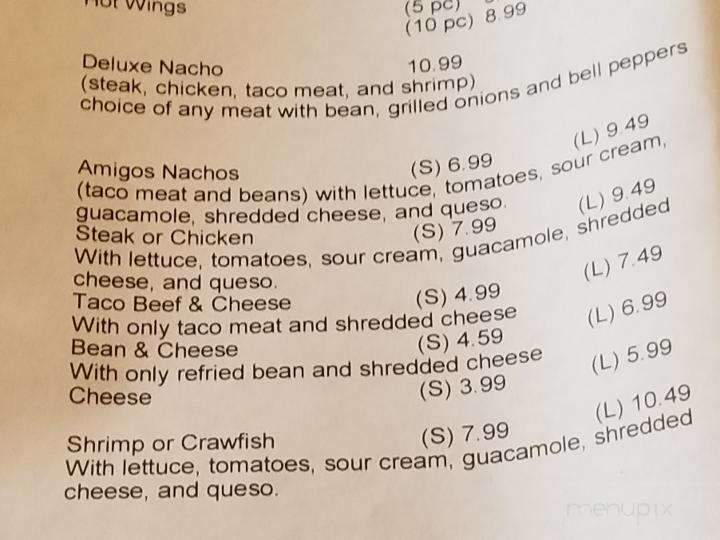 Hot Wings (5 pc)
(10 pc) 8.99
Deluxe Nacho 10.99
(steak, chicken, taco meat, and shrimp)
choice of any meat with bean, grilled onions and bell peppers
Amigos Nachos (S) 6.99 (L) 9.49
(taco meat and beans) with lettuce, tomatoes, sour cream,
guacamole, shredded cheese, and queso.
Steak or Chicken (S) 7.99 (L) 9.49
With lettuce, tomatoes, sour cream, guacamole, shredded
cheese, and queso.
Taco Beef & Cheese (S) 4.99 (L) 7.49
With only taco meat and shredded cheese
Bean & Cheese (S) 4.59 (L) 6.99
With only refried bean and shredded cheese
Cheese (S) 3.99 (L) 5.99
Shrimp or Crawfish (S) 7.99 (L) 10.49
With lettuce, tomatoes, sour cream, guacamole, shredded
cheese, and queso.
menupix